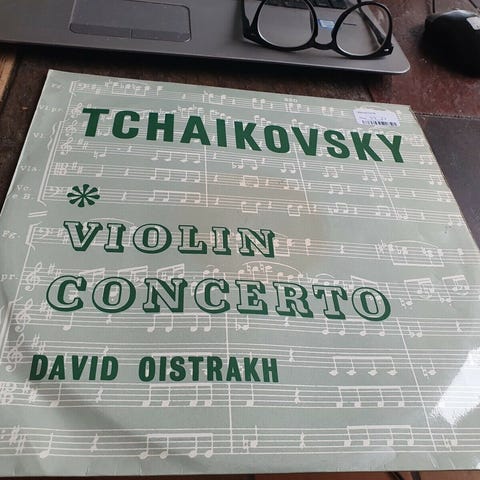 TCHAIKOVSKY
*
VIOLIN
CONCERTO
DAVID OISTRAKH